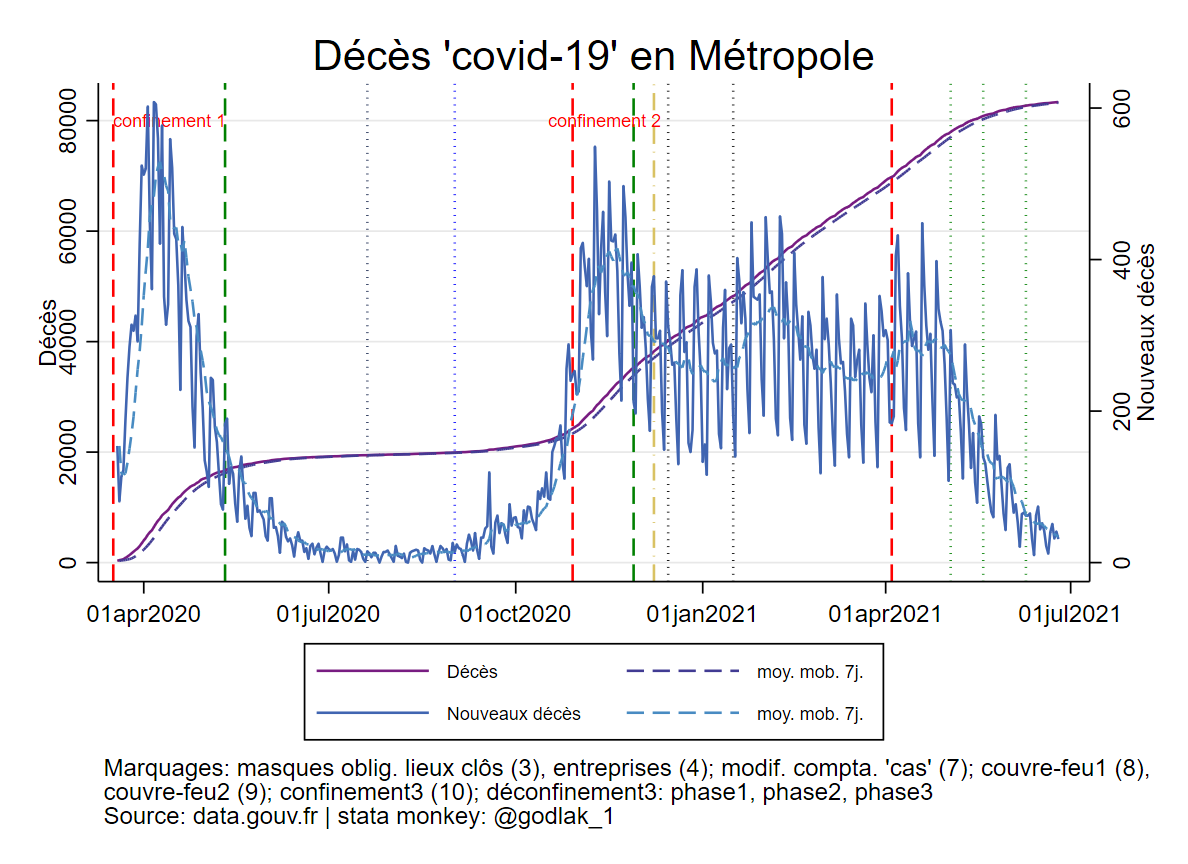 Décès 'covid-19' en Métropole
confinement 1
confinement 2
Décès
0
20000
40000
60000
80000
Nouveaux décès
0
200
400
600
01apr2020
01jul2020
01oct2020
01jan2021
01apr2021
01jul2021
Décès
moy. mob. 7j.
Nouveaux décès
moy. mob. 7j.
Marquages: masques oblig. lieux clôs (3), entreprises (4); modif. compta. 'cas' (7); couvre-feu1 (8),
couvre-feu2 (9); confinement3 (10); déconfinement3: phase1, phase2, phase3
Source: data.gouv.fr | stata monkey: @godlak_1